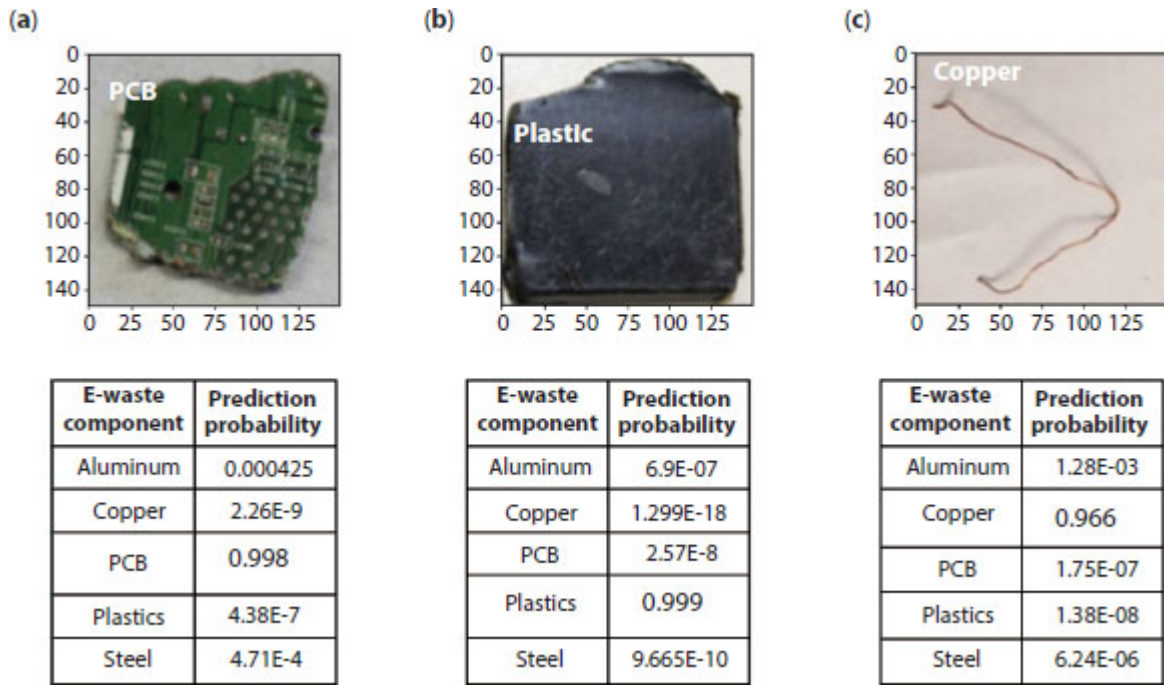 (a)
0
20
40
60
80
100
120
140
0 25 50 75 100 125
PCB
(b)
0
20
40
60
80
100
120
140
0 25 50 75 100 125
Plastic
(c)
0
20
40
60
80
100
120
140
0 25 50 75 100 125
Copper
E-waste component Prediction probability
Aluminum 0.000425
Copper 2.26E-9
PCB 0.998
Plastics 4.38E-7
Steel 4.71E-4
E-waste component Prediction probability
Aluminum 6.9E-07
Copper 1.299E-18
PCB 2.57E-8
Plastics 0.999
Steel 9.665E-10
E-waste component Prediction probability
Aluminum 1.28E-03
Copper 0.966
PCB 1.75E-07
Plastics 1.38E-08
Steel 6.24E-06